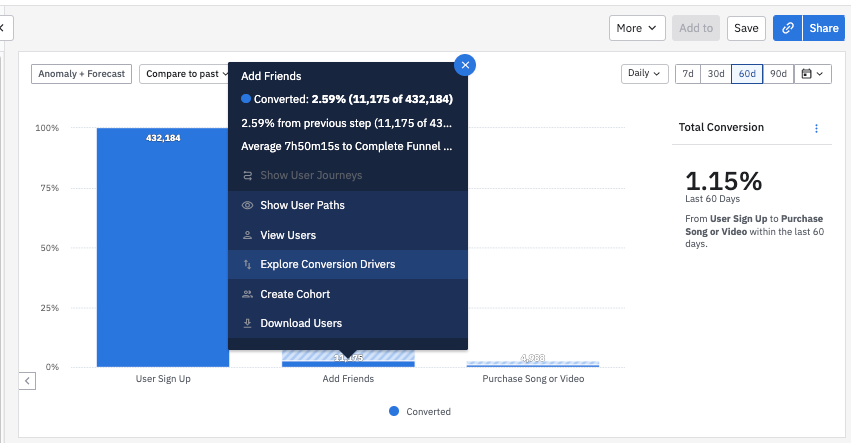 More
Add to
Save
Share
Anomaly + Forecast
Compare to past
Daily
7d
30d
60d
90d
Add Friends
Converted: 2.59% (11,175 of 432,184)
2.59% from previous step (11,175 of 43...
Average 7h50m15s to Complete Funnel ...
Show User Journeys
Show User Paths
View Users
Explore Conversion Drivers
Create Cohort
Download Users
100%
75%
50%
25%
0%
432,184
11,175
User Sign Up
Add Friends
Purchase Song or Video
Converted
Total Conversion
1.15%
Last 60 Days
From User Sign Up to Purchase
Song or Video within the last 60
days.